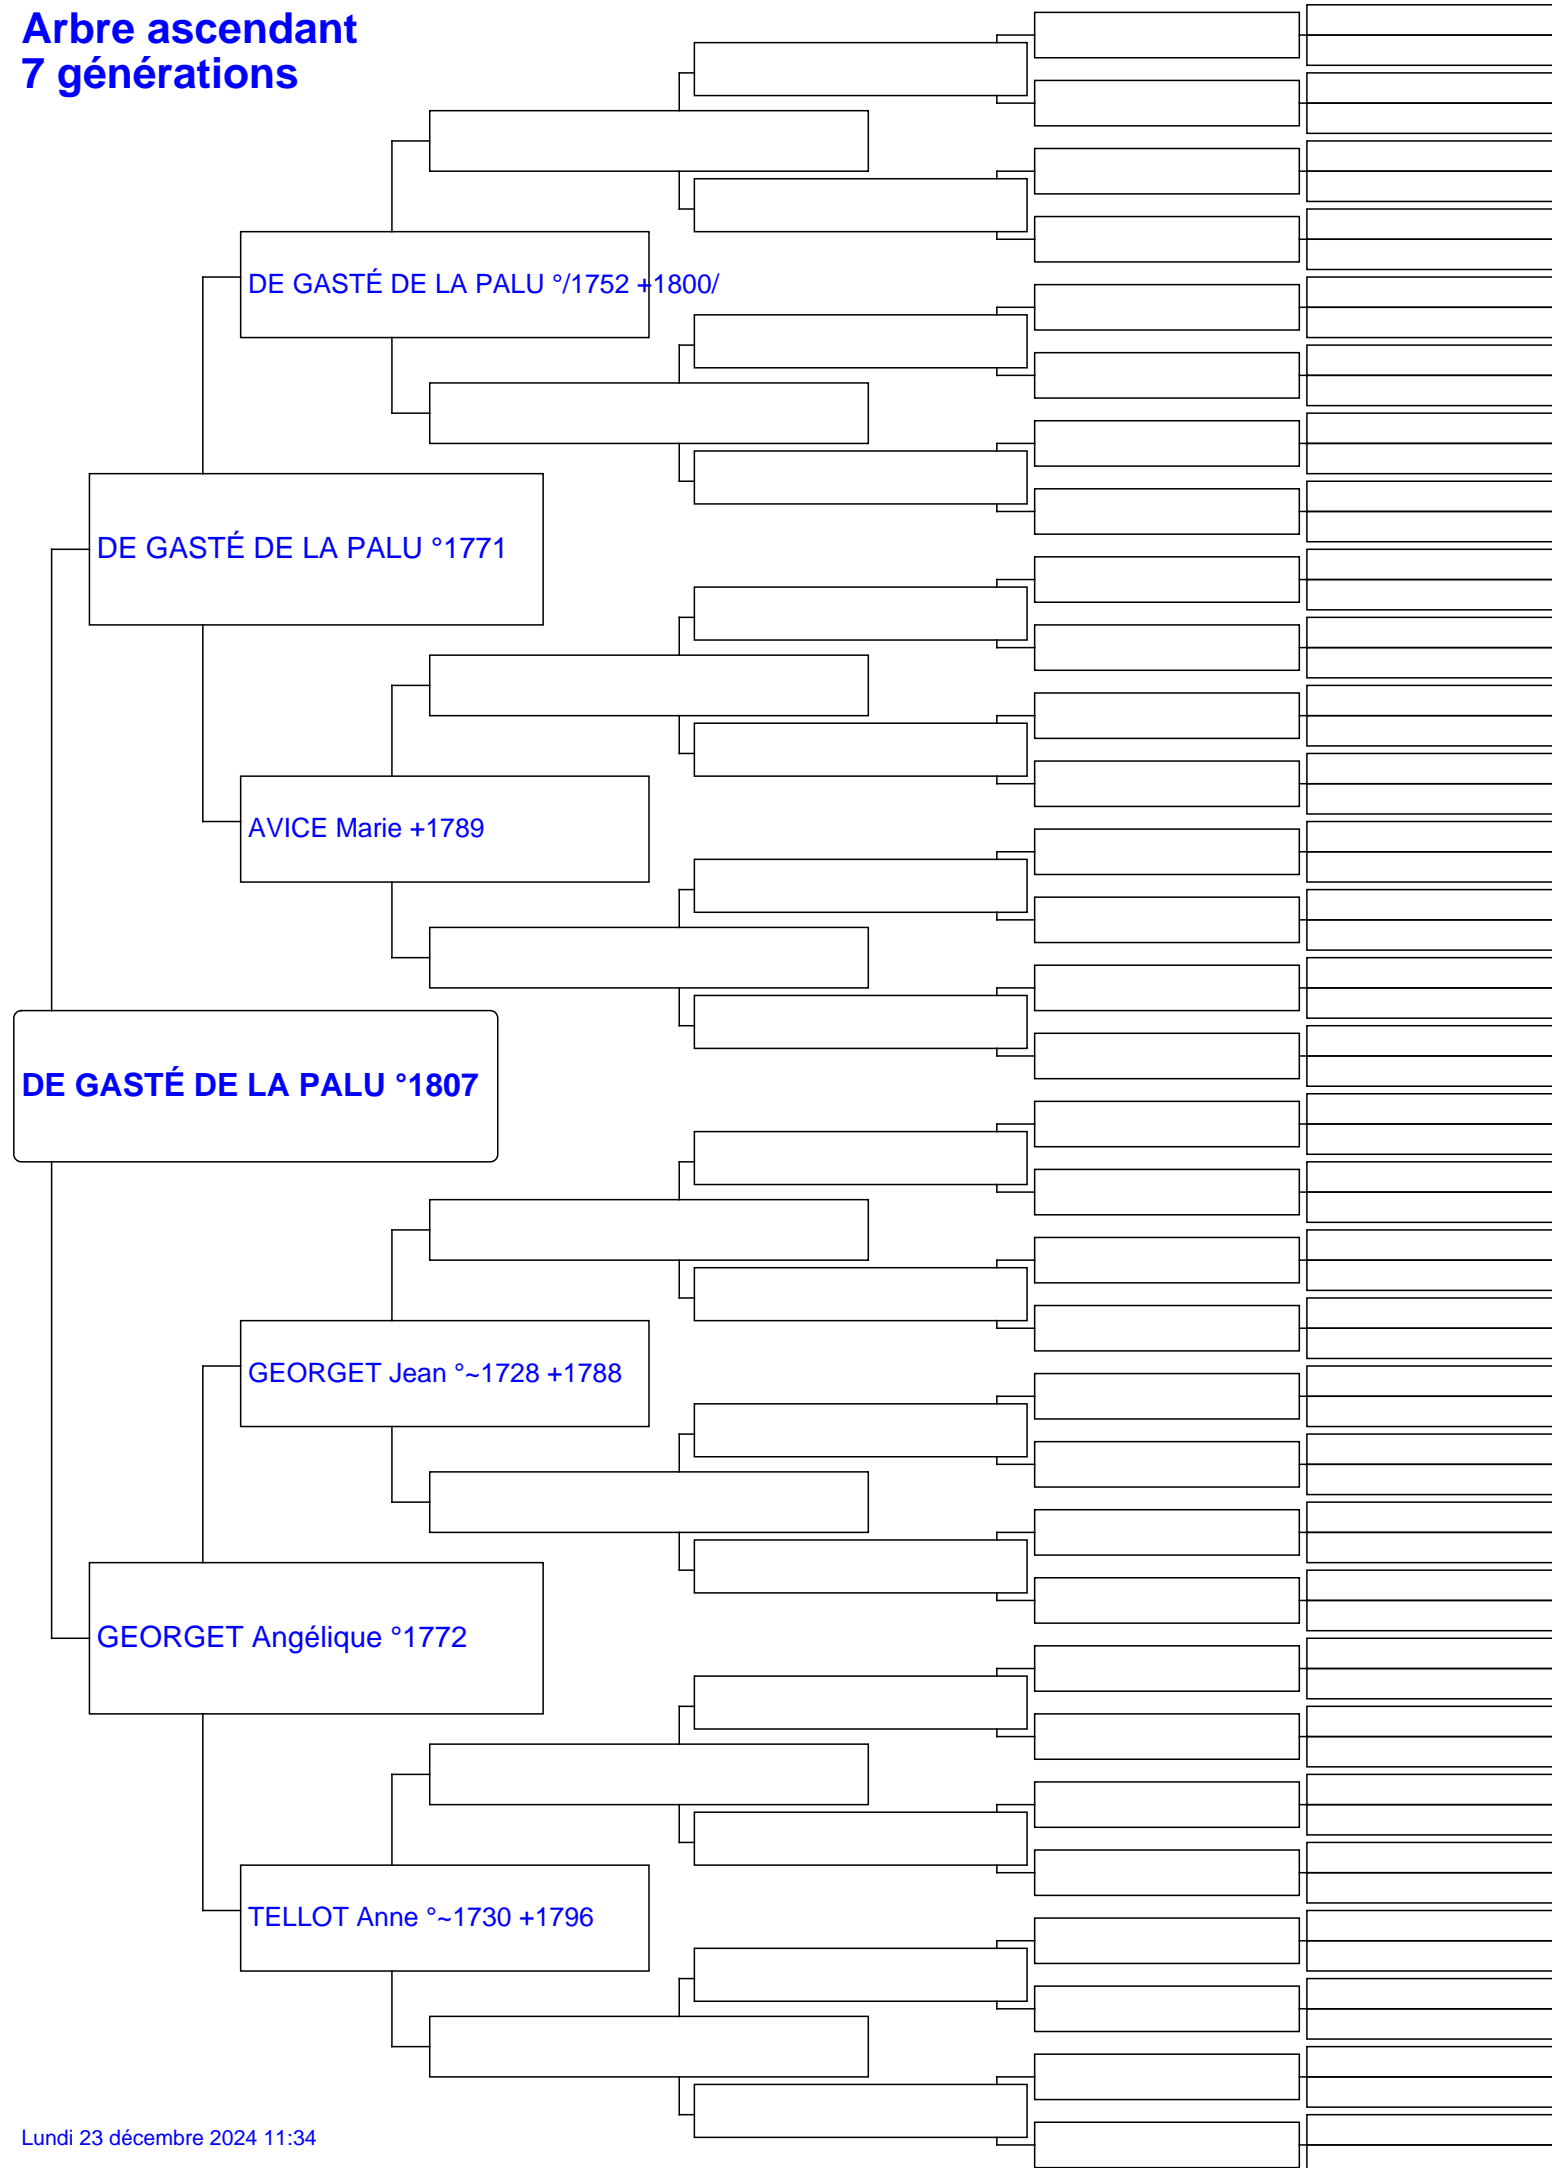 Arbre ascendant
7 générations
DE GASTÉ DE LA PALU °/1752 +1800/
DE GASTÉ DE LA PALU °1771
AVICE Marie +1789
DE GASTÉ DE LA PALU °1807
GEORGET Jean °~1728 +1788
GEORGET Angélique °1772
TELLOT Anne °~1730 +1796
Lundi 23 décembre 2024 11:34